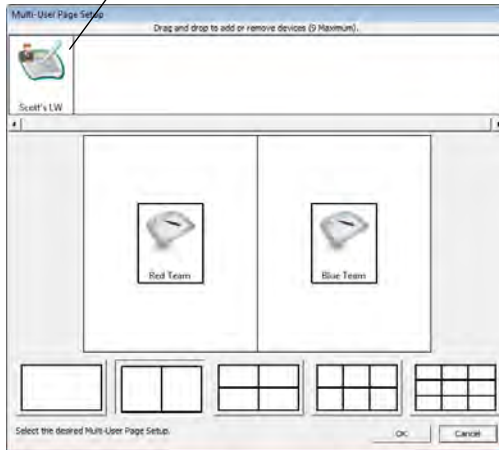 Multi-User Page Setup
Drag and drop to add or remove devices (9 Maximum).
Scott's LW
Red Team
Blue Team
Select the desired Multi-User Page Setup.
OK
Cancel